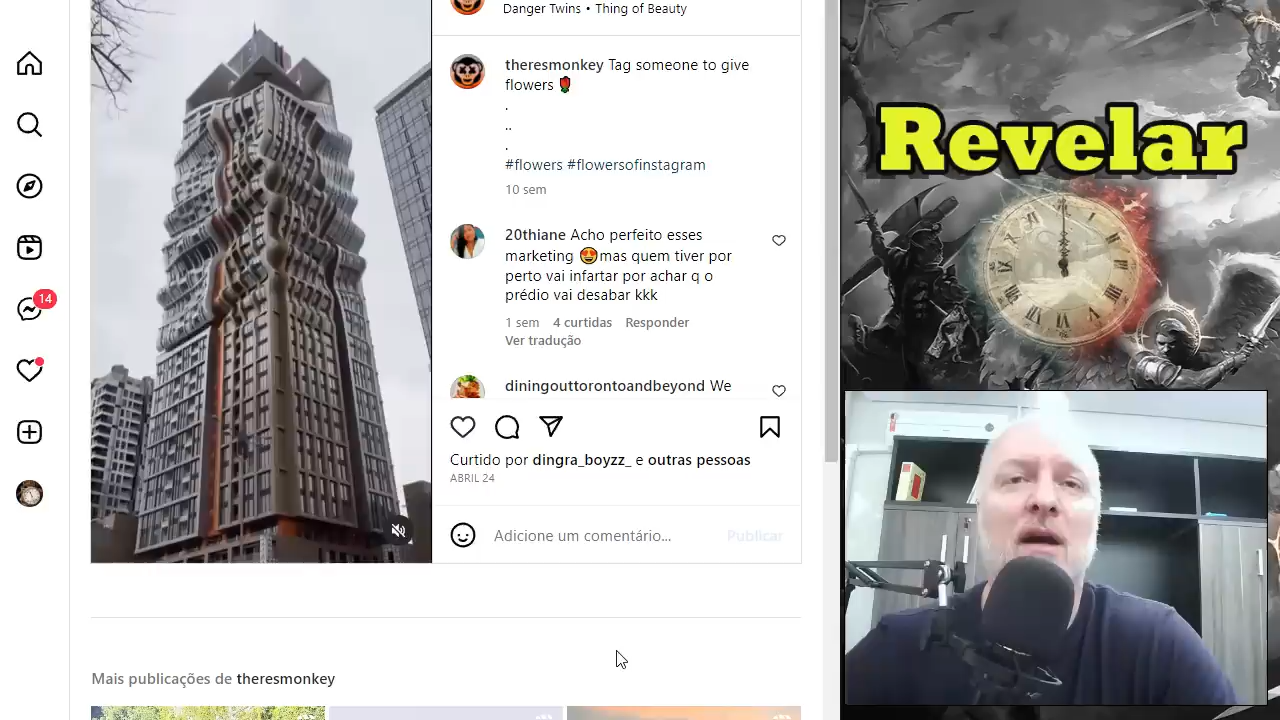 Danger Twins • Thing of Beauty
theresmonkey Tag someone to give
flowers 🌹
.
..
.
#flowers #flowersofinstagram
10 sem
20thiane Acho perfeito esses
marketing 😍mas quem tiver por
perto vai infartar por achar q o
prédio vai desabar kkk
1 sem 4 curtidas Responder
Ver tradução
diningouttorontoandbeyond We
Curtido por dingra_boyzz_ e outras pessoas
ABRIL 24
Adicione um comentário... Publicar
Mais publicações de theresmonkey
14
Revelar